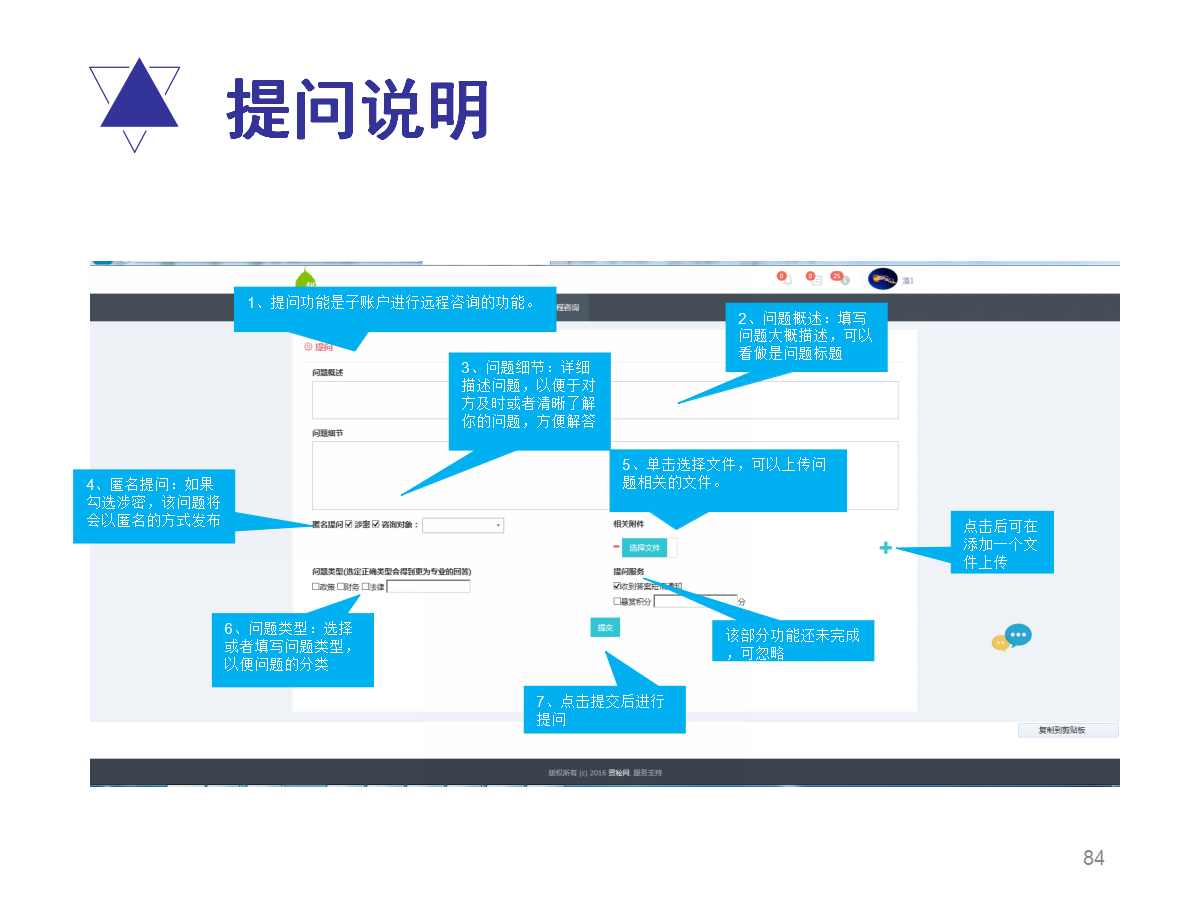 提问说明
0
0
25
温1
1、提问功能是子账户进行远程咨询的功能。
程咨询
2、问题概述：填写
问题大概描述，可以
看做是问题标题
提问
问题概述
3、问题细节：详细
描述问题，以便于对
方及时或者清晰了解
你的问题，方便解答
问题细节
5、单击选择文件，可以上传问
题相关的文件。
4、匿名提问：如果
勾选涉密，该问题将
会以匿名的方式发布
匿名提问 涉密 咨询对象：
相关附件
选择文件
点击后可在
添加一个文
件上传
问题类型(选定正确类型会得到更为专业的回答)
政策 财务 法律
提问服务
收到答案短信通知
悬赏积分 分
6、问题类型：选择
或者填写问题类型，
以便问题的分类
提交
该部分功能还未完成
，可忽略
7、点击提交后进行
提问
复制到剪贴板
版权所有 (c) 2016 资秘网. 服务支持
84